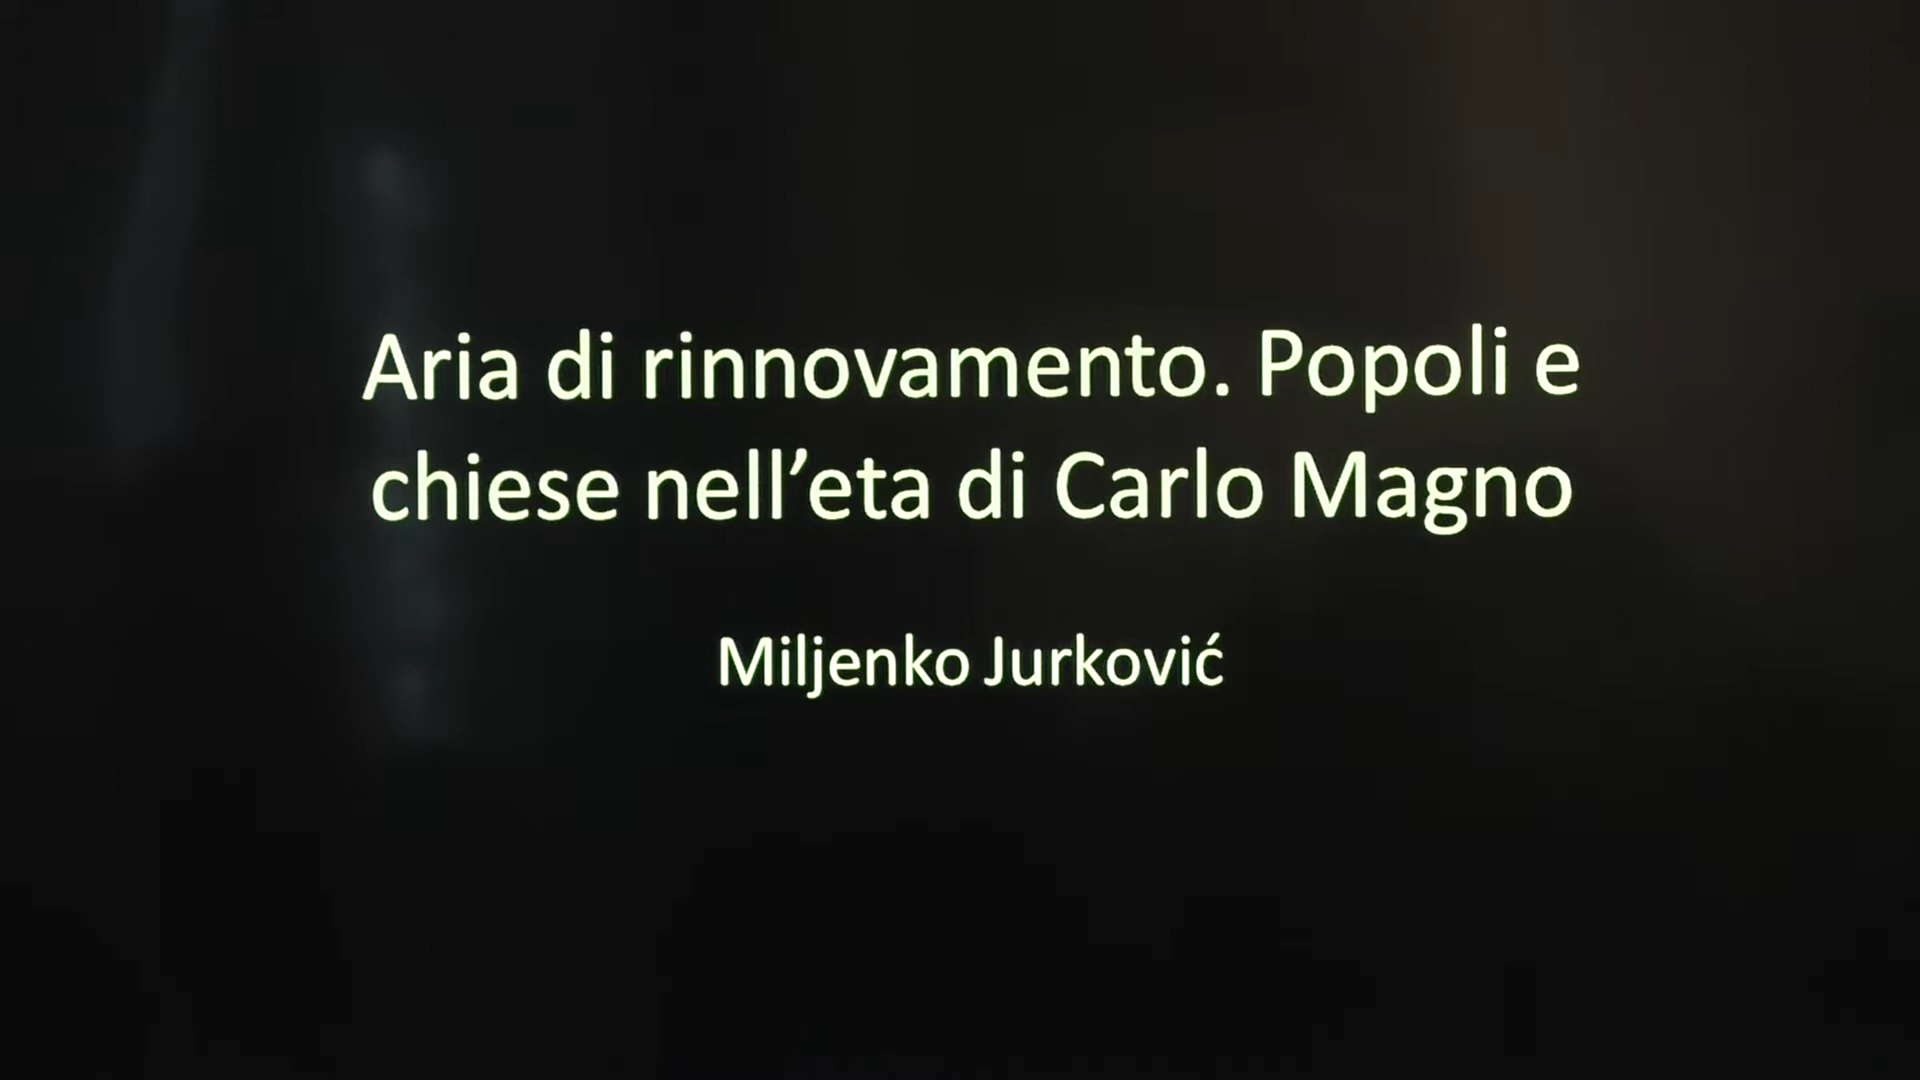 Aria di rinnovamento. Popoli e
chiese nell’eta di Carlo Magno
Miljenko Jurković